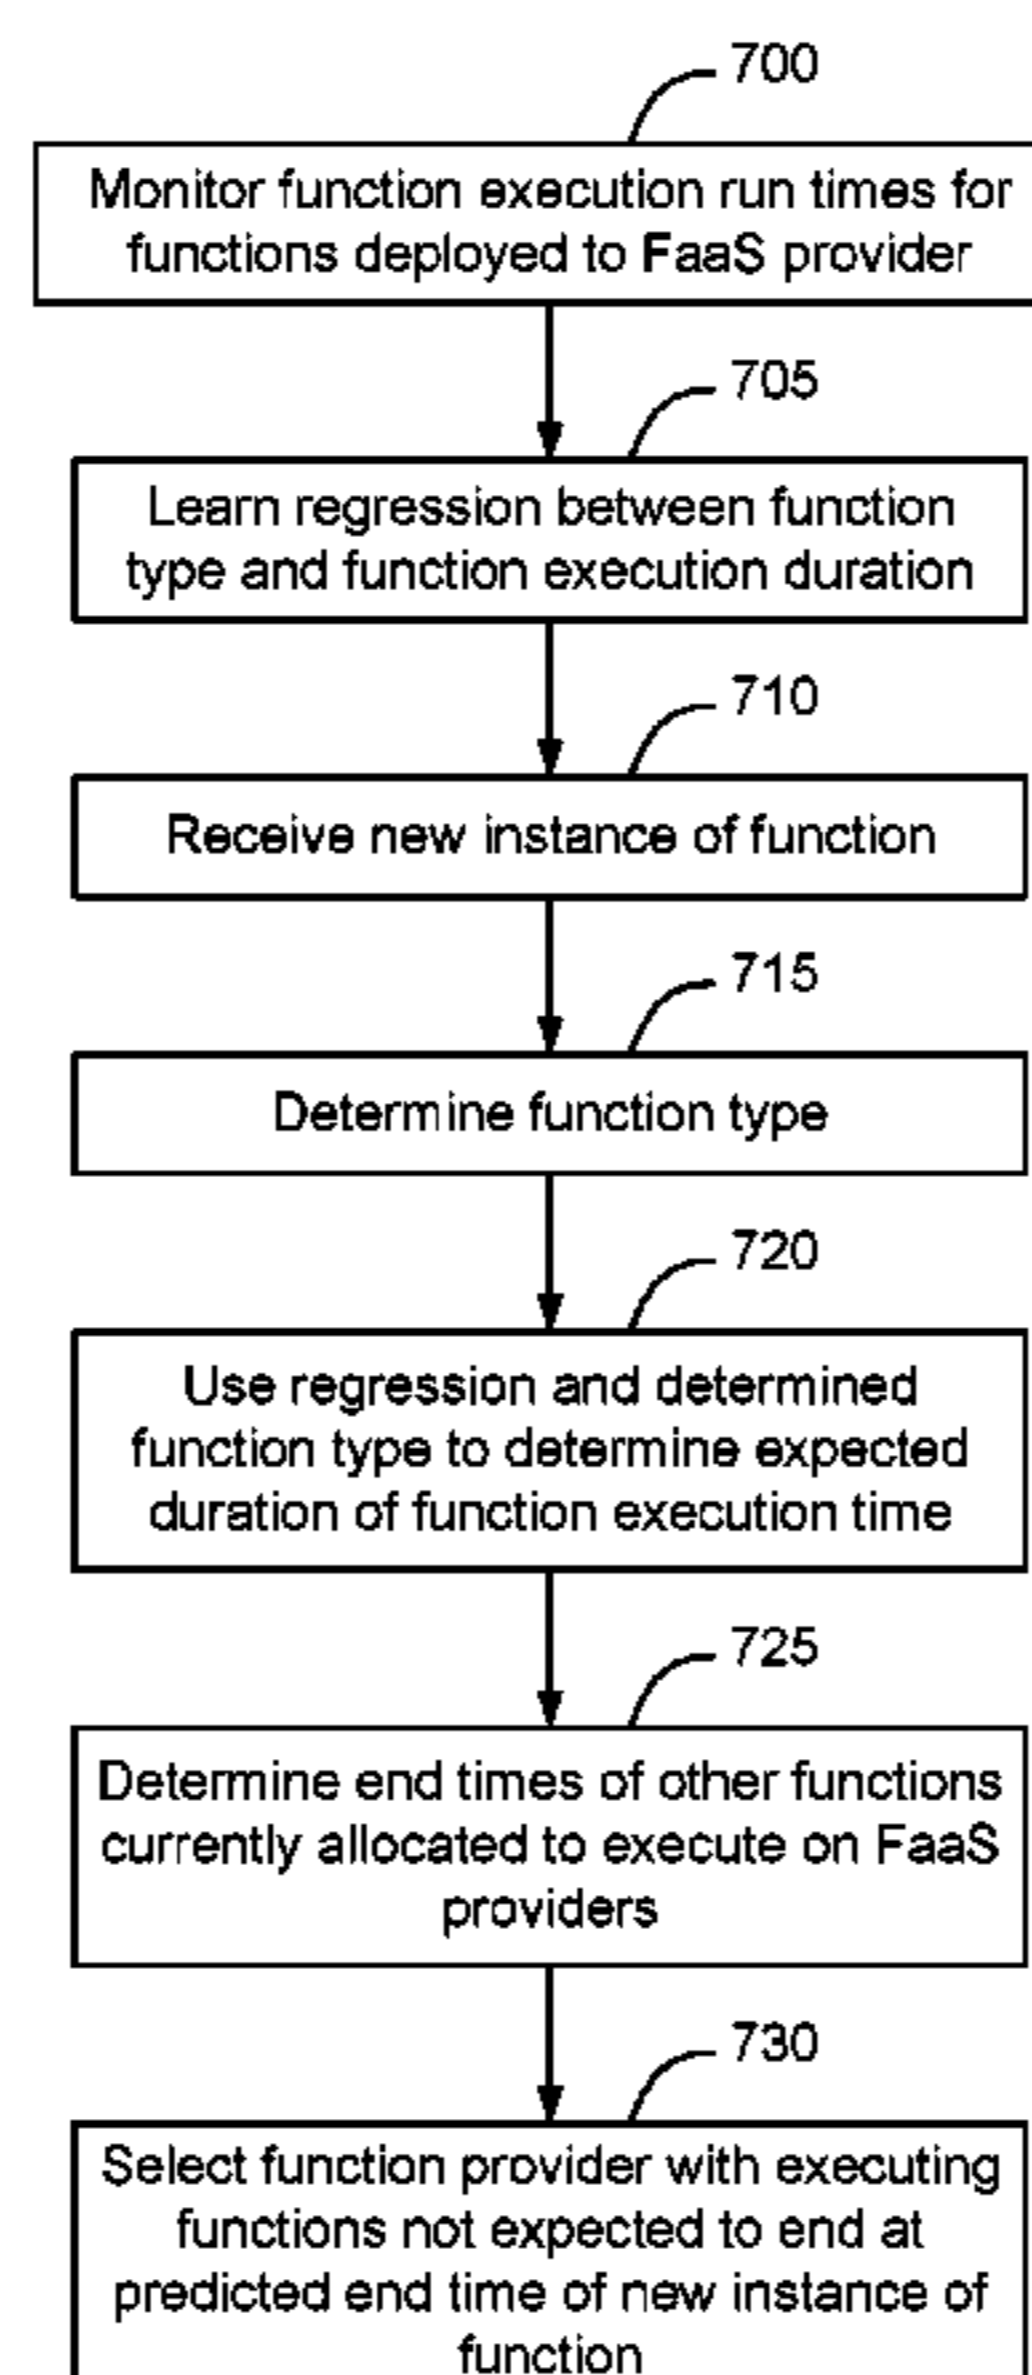 700
Monitor function execution run times for
functions deployed to FaaS provider
705
Learn regression between function
type and function execution duration
710
Receive new instance of function
715
Determine function type
720
Use regression and determined
function type to determine expected
duration of function execution time
725
Determine end times of other functions
currently allocated to execute on FaaS
providers
730
Select function provider with executing
functions not expected to end at
predicted end time of new instance of
function